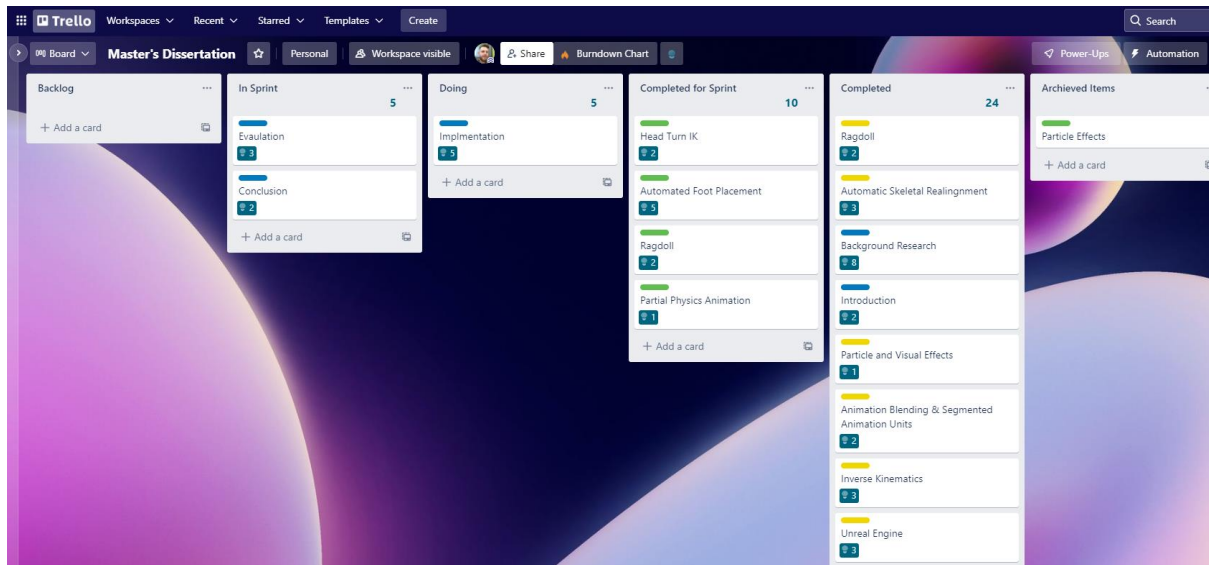 Trello Workspaces Recent Starred Templates Create Search
Board Master's Dissertation Personal Workspace visible Share Burndown Chart Power-Ups Automation
Backlog
+ Add a card
In Sprint
5
Evaulation
3
Conclusion
2
+ Add a card
Doing
5
Implmentation
5
+ Add a card
Completed for Sprint
10
Head Turn IK
2
Automated Foot Placement
5
Ragdoll
2
Partial Physics Animation
1
+ Add a card
Completed
24
Ragdoll
2
Automatic Skeletal Realingnment
3
Background Research
8
Introduction
2
Particle and Visual Effects
1
Animation Blending & Segmented
Animation Units
2
Inverse Kinematics
3
Unreal Engine
3
Archieved Items
Particle Effects
+ Add a card